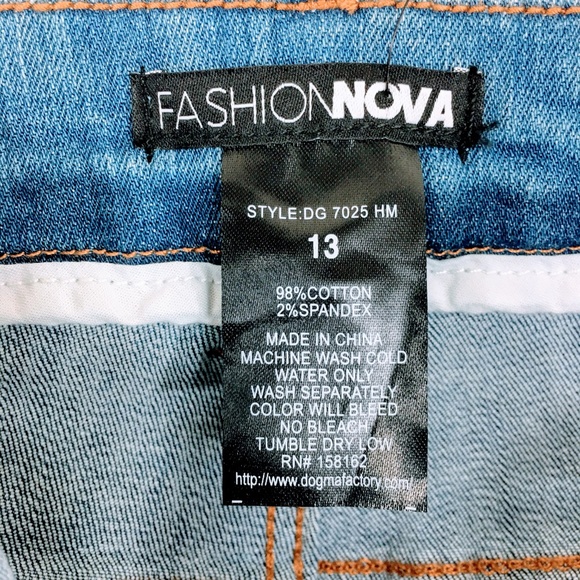 FASHIONNOVA
STYLE:DG 7025 HM
13
98%COTTON
2%SPANDEX
MADE IN CHINA
MACHINE WASH COLD
WATER ONLY
WASH SEPARATELY
COLOR WILL BLEED
NO BLEACH
TUMBLE DRY LOW
RN# 158162
http://www.dogmafactory.com/